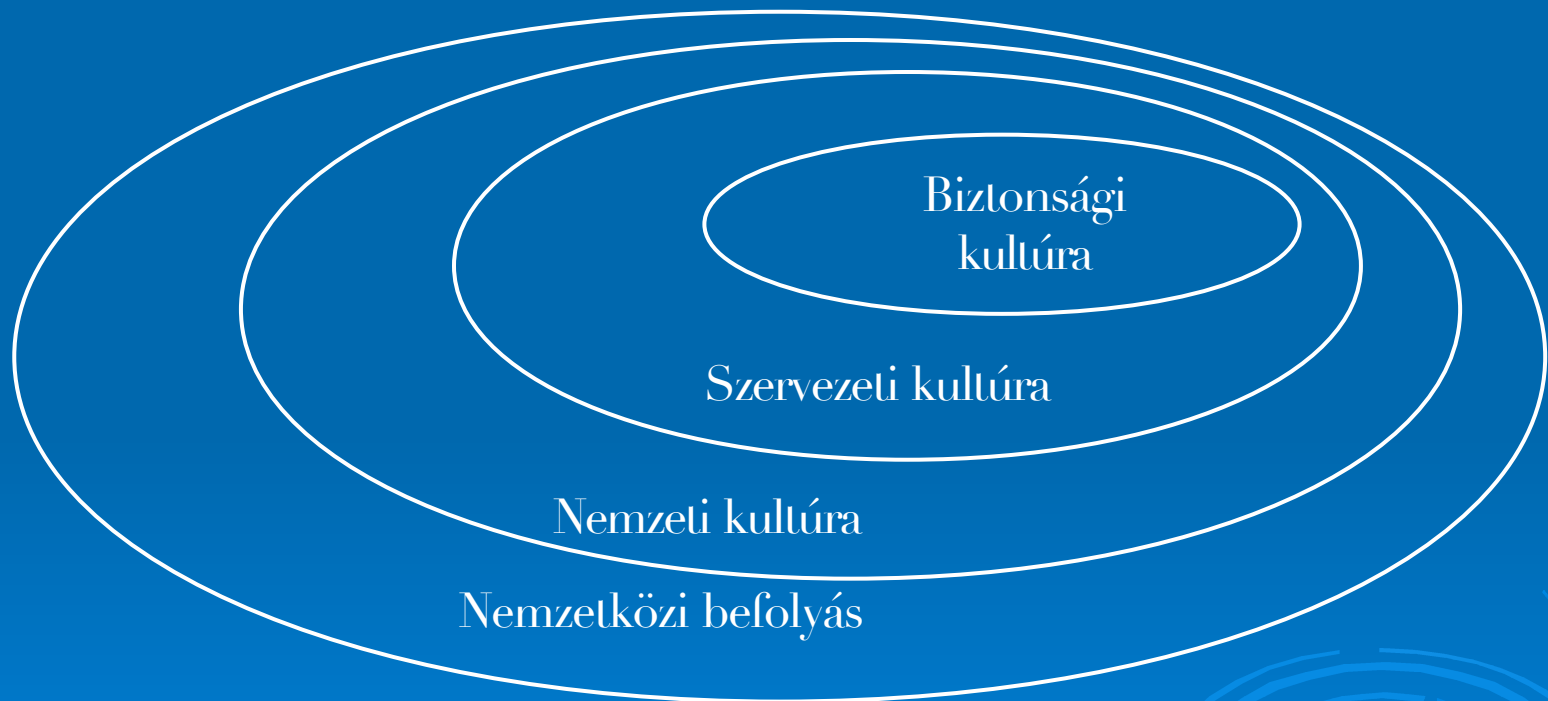 Biztonsági
kultúra
Szervezeti kultúra
Nemzeti kultúra
Nemzetközi befolyás